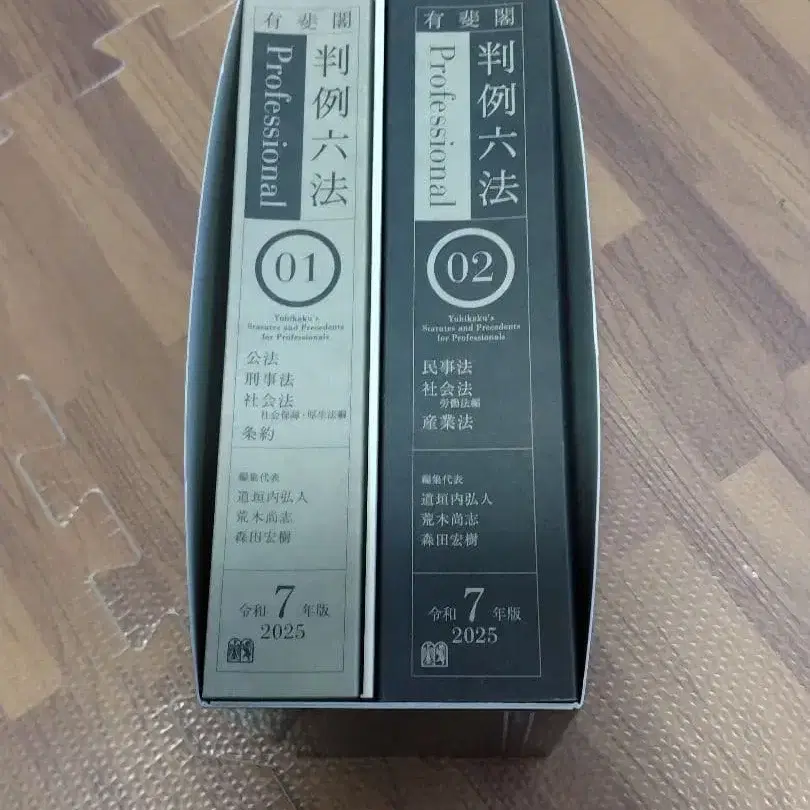 有斐閣
判例六法
Professional
01
Yuhikaku's
Statutes and Precedents
for Professionals
公法
刑事法
社会法
社会保障・厚生法編
条約
編集代表
道垣内弘人
荒木尚志
森田宏樹
令和7年版
2025
有斐閣
判例六法
Professional
02
Yuhikaku's
Statutes and Precedents
for Professionals
民事法
社会法
労働法編
産業法
編集代表
道垣内弘人
荒木尚志
森田宏樹
令和7年版
2025